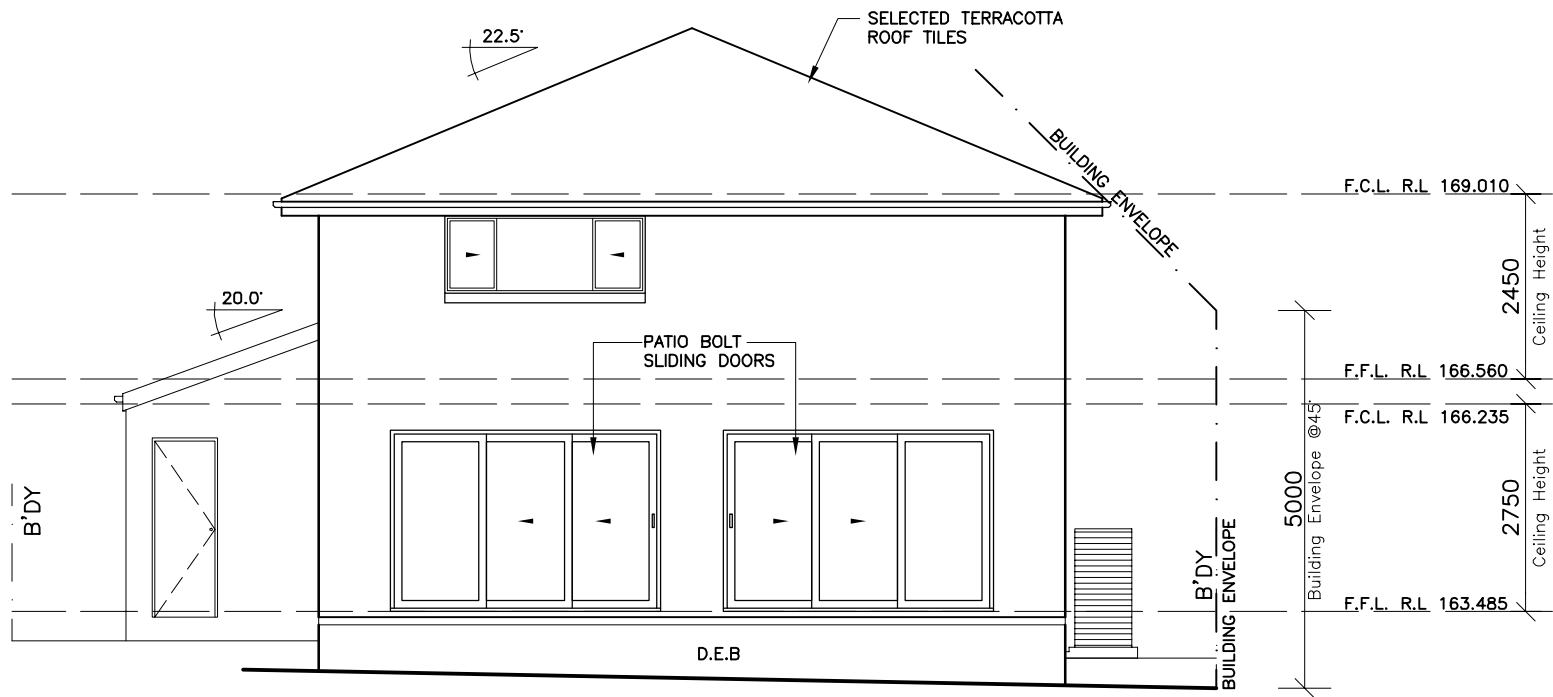 SELECTED TERRACOTTA
ROOF TILES
22.5°
BUILDING ENVELOPE
F.C.L. R.L 169.010
2450
Ceiling Height
20.0°
PATIO BOLT
SLIDING DOORS
F.F.L. R.L 166.560
F.C.L. R.L 166.235
B'DY
5000
Building Envelope @45°
2750
Ceiling Height
B'DY
BUILDING ENVELOPE
F.F.L. R.L 163.485
D.E.B